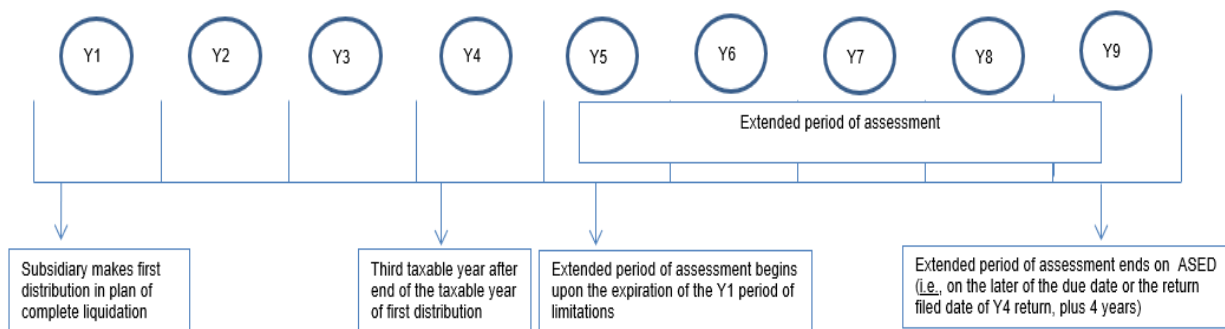 Y1
Y2
Y3
Y4
Y5
Y6
Y7
Y8
Y9
Extended period of assessment
Subsidiary makes first
distribution in plan of
complete liquidation
Third taxable year after
end of the taxable year
of first distribution
Extended period of assessment begins
upon the expiration of the Y1 period of
limitations
Extended period of assessment ends on ASED
(i.e., on the later of the due date or the return
filed date of Y4 return, plus 4 years)